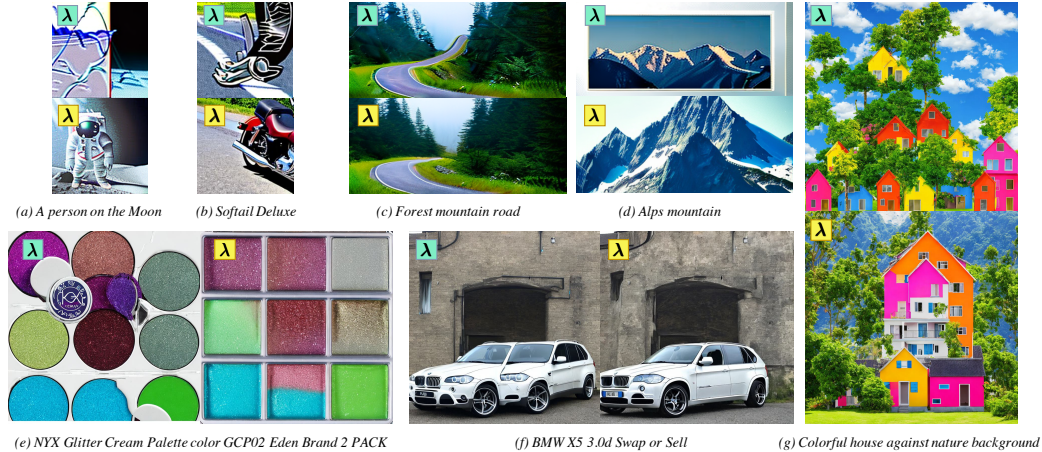 λ
λ
λ
λ
λ
λ
λ
λ
λ
λ
(a) A person on the Moon
(b) Softail Deluxe
(c) Forest mountain road
(d) Alps mountain
λ
λ
λ
λ
(e) NYX Glitter Cream Palette color GCP02 Eden Brand 2 PACK
(f) BMW X5 3.0d Swap or Sell
(g) Colorful house against nature background